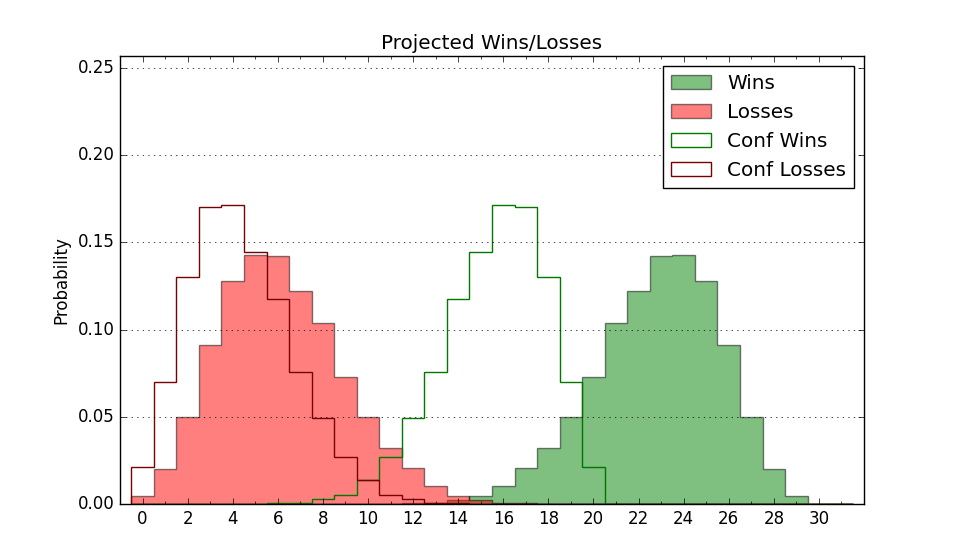 Projected Wins/Losses
0.25
0.20
0.15
0.10
0.05
0.00
Probability
Wins
Losses
Conf Wins
Conf Losses
0 2 4 6 8 10 12 14 16 18 20 22 24 26 28 30